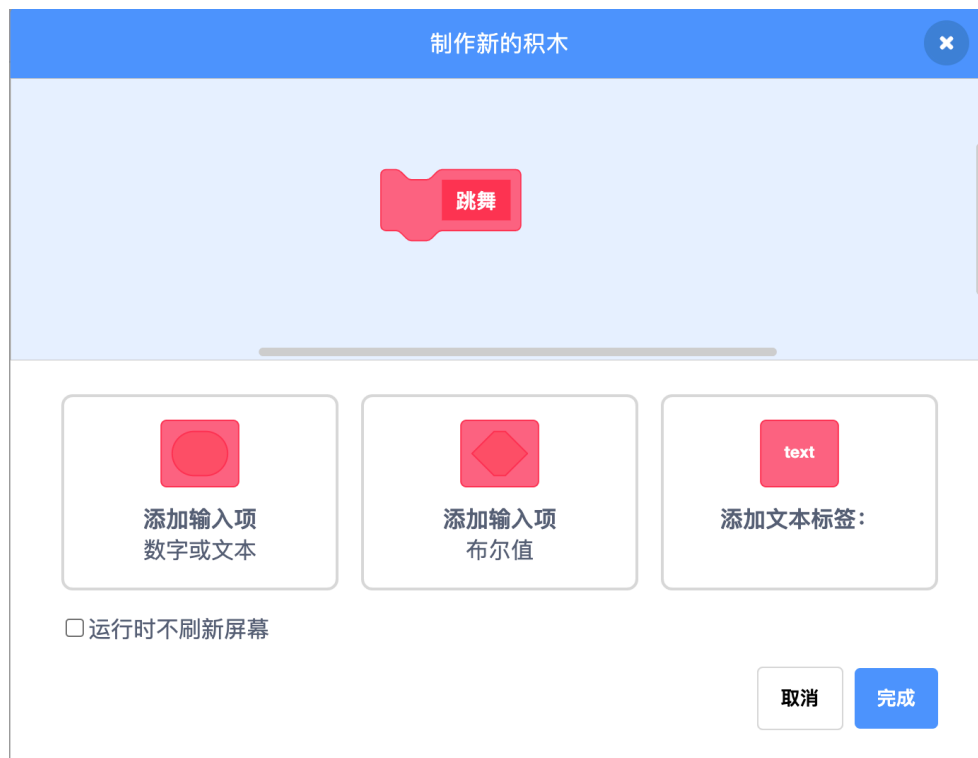 制作新的积木
跳舞
text
添加输入项
数字或文本
添加输入项
布尔值
添加文本标签：
运行时不刷新屏幕
取消
完成